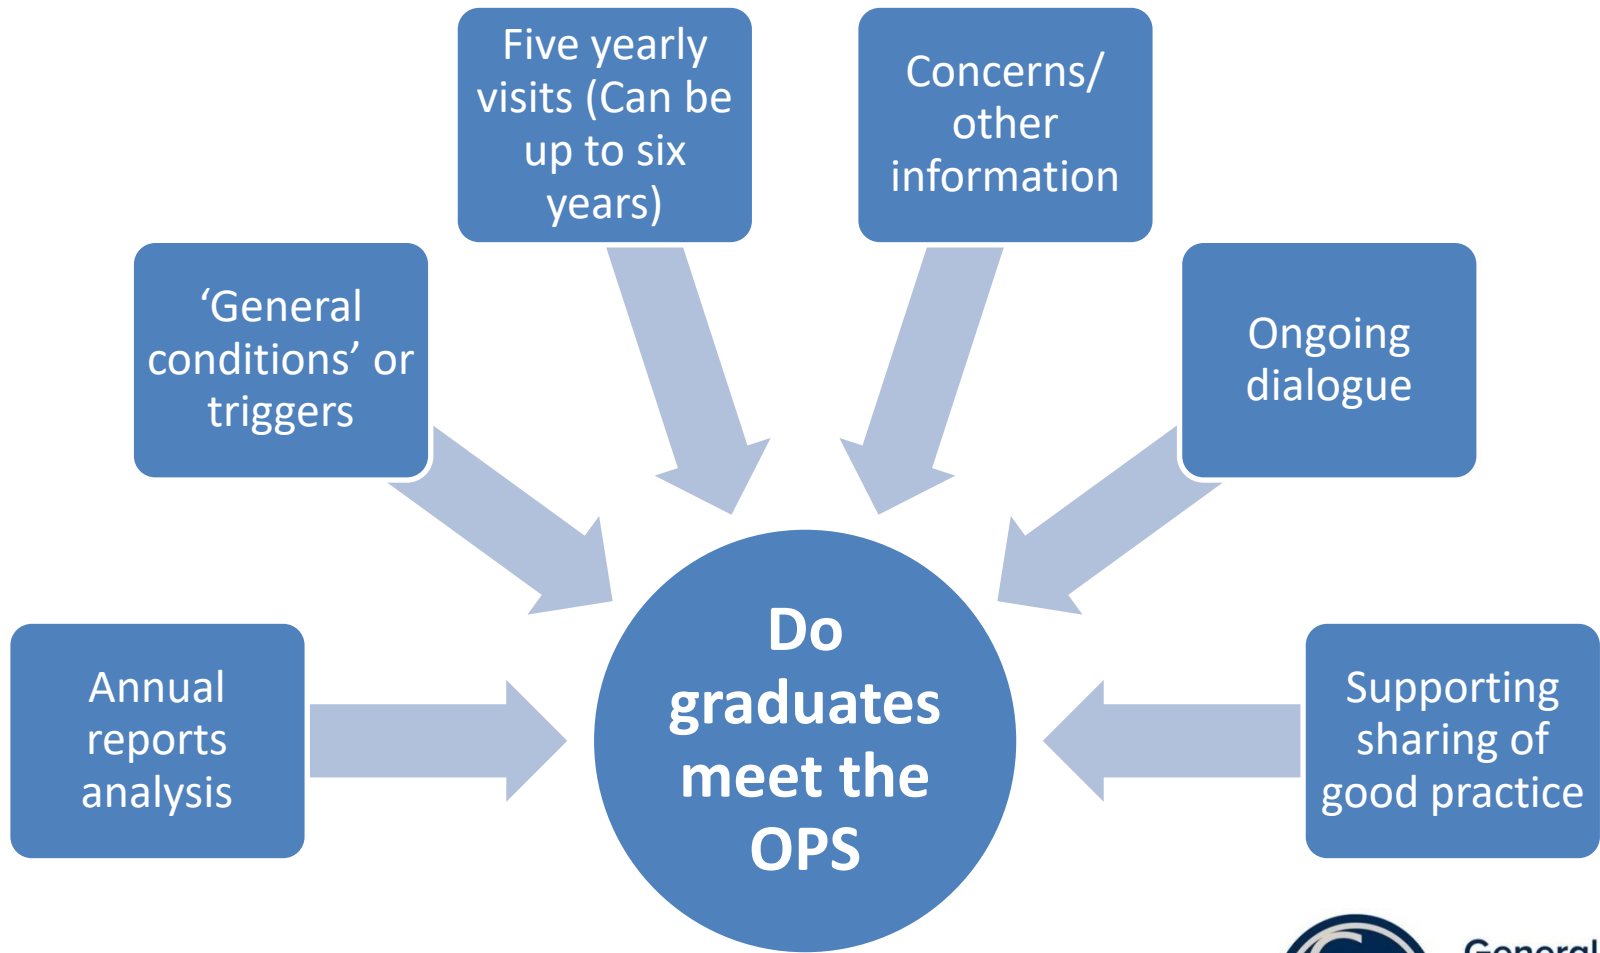 Five yearly
visits (Can be
up to six
years)
Concerns/
other
information
‘General
conditions’ or
triggers
Ongoing
dialogue
Annual
reports
analysis
Do
graduates
meet the
OPS
Supporting
sharing of
good practice
General